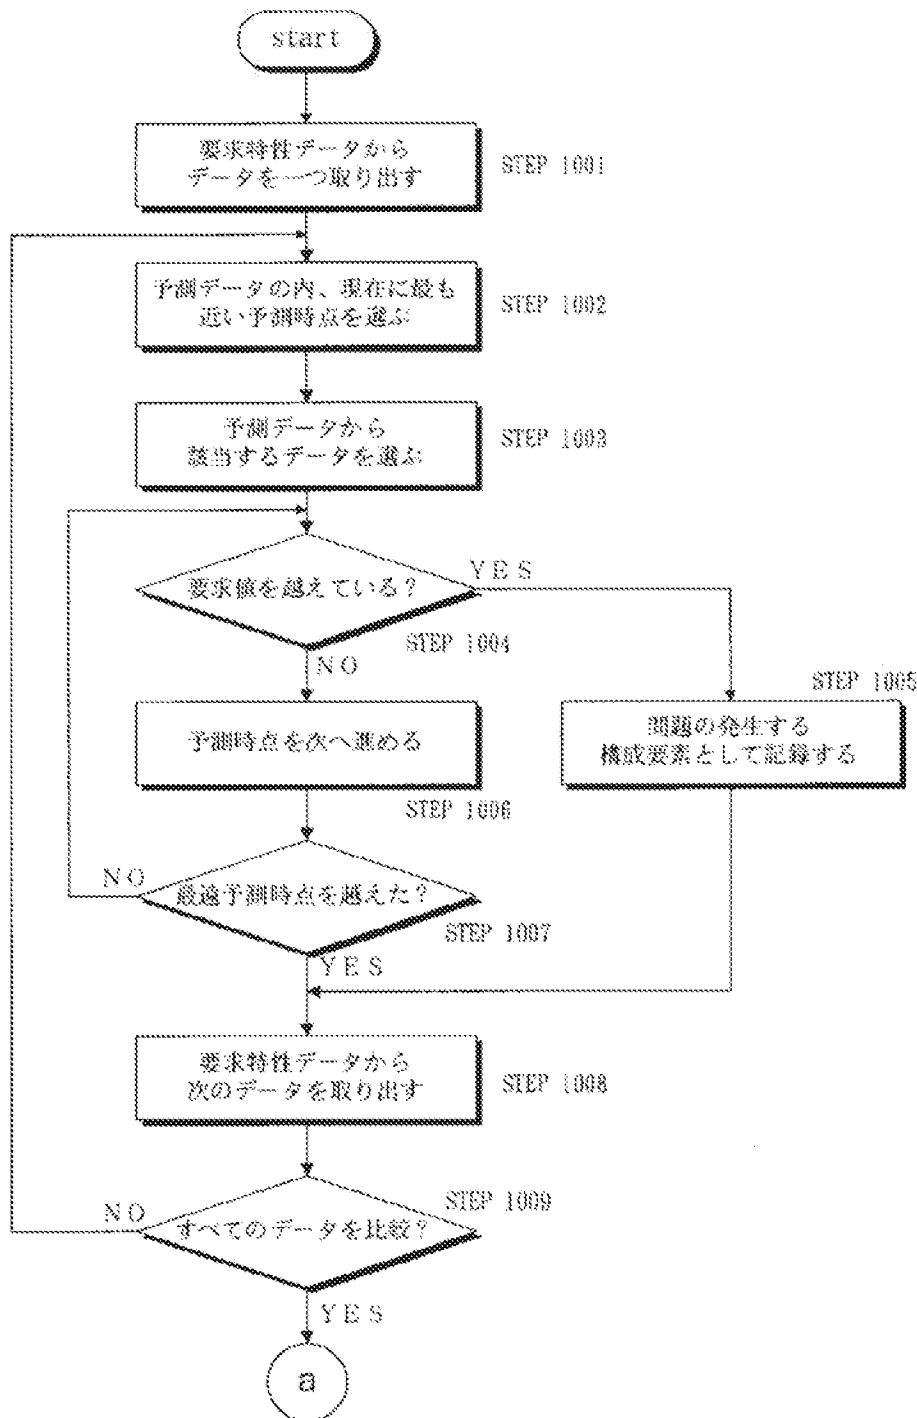 start
要求特性データから
データを一つ取り出す
STEP 1001
予測データの内、現在に最も
近い予測時点を選ぶ
STEP 1002
予測データから
該当するデータを選ぶ
STEP 1003
要求値を越えている?
YES
STEP 1004
NO
STEP 1005
予測時点を次へ進める
問題の発生する
構成要素として記録する
STEP 1006
NO
最遠予測時点を越えた?
STEP 1007
YES
要求特性データから
次のデータを取り出す
STEP 1008
STEP 1009
NO
すべてのデータを比較?
YES
a